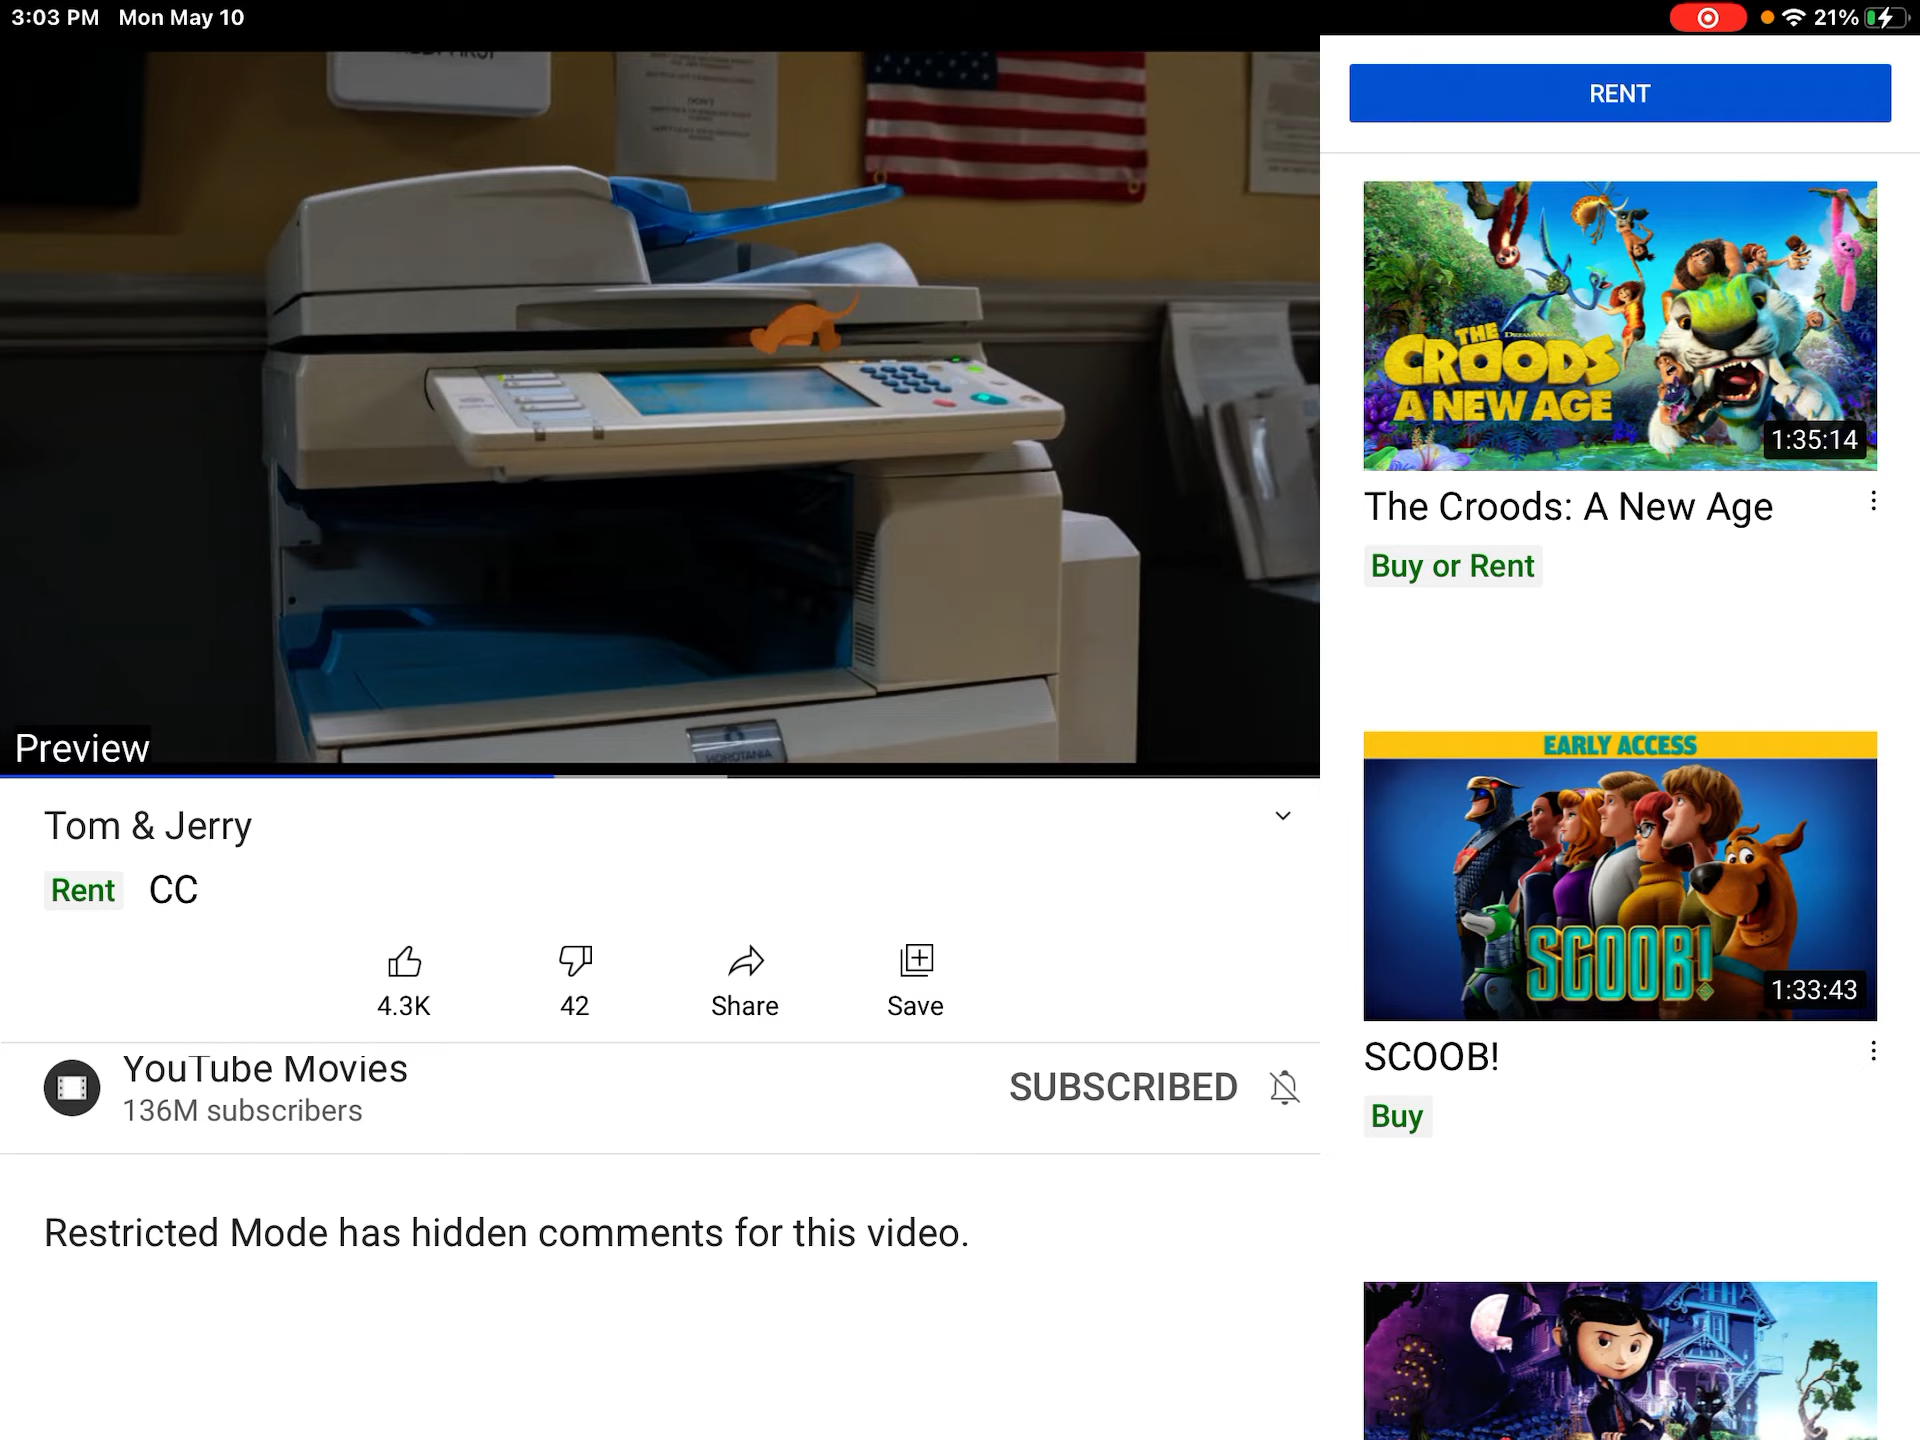 3:03 PM Mon May 10
21%
RENT
THE
CROODS
A NEW AGE
1:35:14
The Croods: A New Age
Buy or Rent
Preview
EARLY ACCESS
SCOOB!
1:33:43
SCOOB!
Buy
Tom & Jerry
Rent CC
4.3K
42
Share
Save
YouTube Movies
136M subscribers
SUBSCRIBED
Restricted Mode has hidden comments for this video.